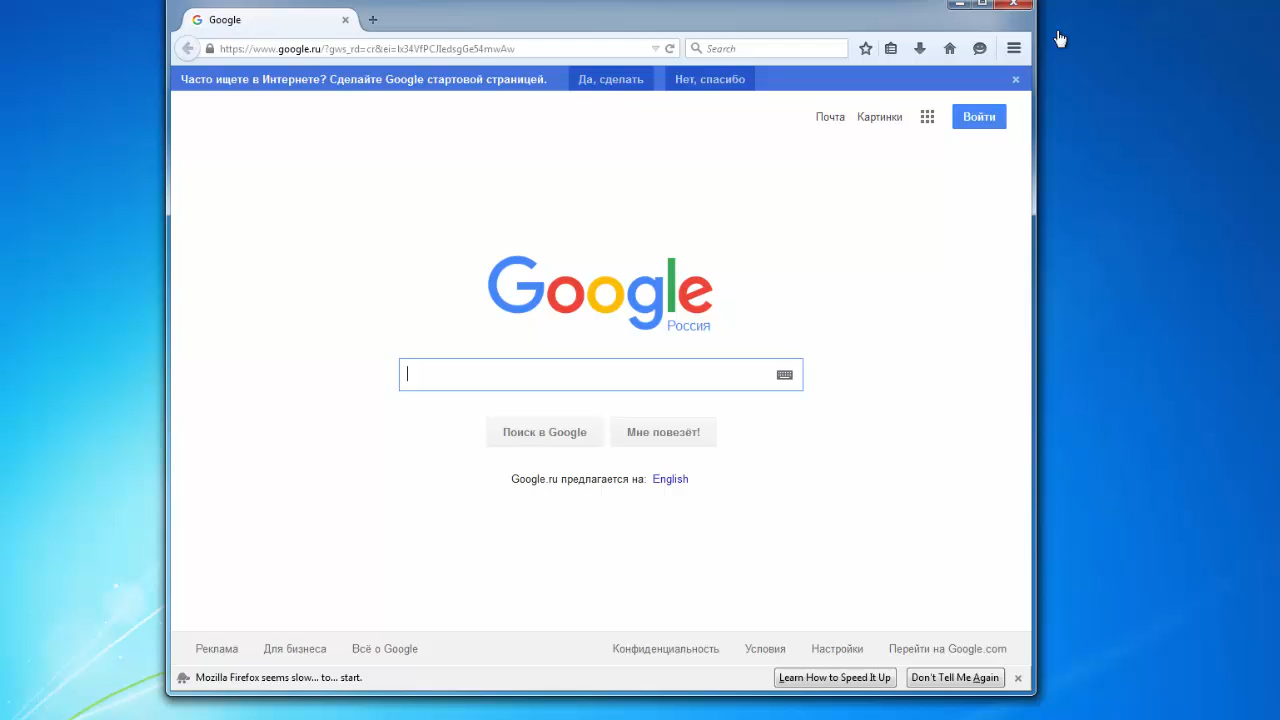 Google
https://www.google.ru/?gws_rd=cr&ei=Ix34VfPCJIedsgGe54mwAw
Search
Часто ищете в Интернете? Сделайте Google стартовой страницей. Да, сделать Нет, спасибо
Почта Картинки Войти
Google
Россия
Поиск в Google Мне повезёт!
Google.ru предлагается на: English
Реклама Для бизнеса Всё о Google Конфиденциальность Условия Настройки Перейти на Google.com
Mozilla Firefox seems slow... to... start. Learn How to Speed It Up Don't Tell Me Again